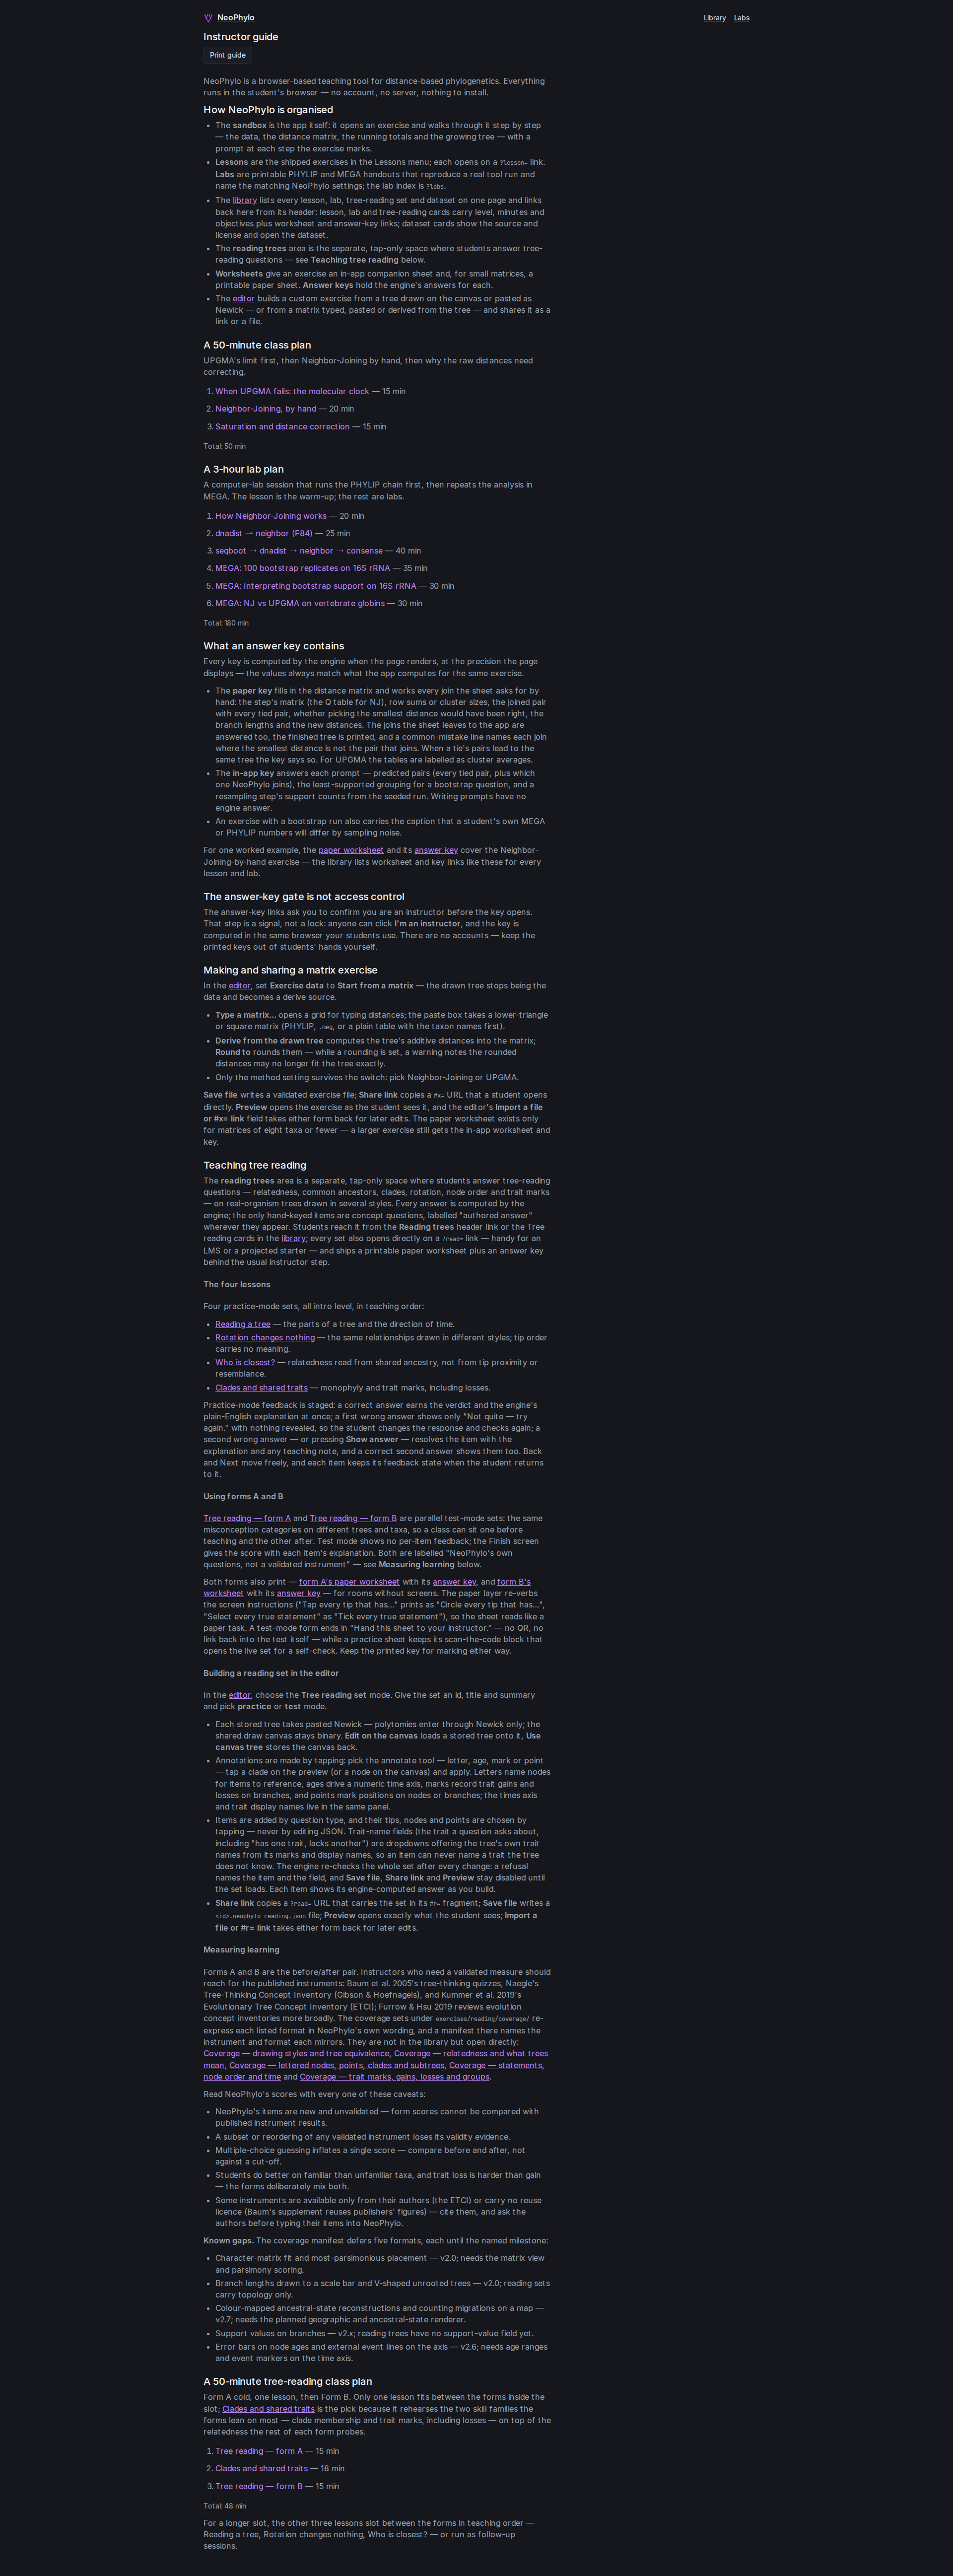 NeoPhylo
Library Labs
Instructor guide
Print guide
NeoPhylo is a browser-based teaching tool for distance-based phylogenetics. Everything
runs in the student's browser — no account, no server, nothing to install.
How NeoPhylo is organised
• The sandbox is the app itself: it opens an exercise and walks through it step by step
— the data, the distance matrix, the running totals and the growing tree — with a
prompt at each step the exercise marks.
• Lessons are the shipped exercises in the Lessons menu; each opens on a ?lesson= link.
Labs are printable PHYLIP and MEGA handouts that reproduce a real tool run and
name the matching NeoPhylo settings; the lab index is ?labs.
• The library lists every lesson, lab, tree-reading set and dataset on one page and links
back here from its header: lesson, lab and tree-reading cards carry level, minutes and
objectives plus worksheet and answer-key links; dataset cards show the source and
license and open the dataset.
• The reading trees area is the separate, tap-only space where students answer tree-
reading questions — see Teaching tree reading below.
• Worksheets give an exercise an in-app companion sheet and, for small matrices, a
printable paper sheet. Answer keys hold the engine's answers for each.
• The editor builds a custom exercise from a tree drawn on the canvas or pasted as
Newick — or from a matrix typed, pasted or derived from the tree — and shares it as a
link or a file.
A 50-minute class plan
UPGMA's limit first, then Neighbor-Joining by hand, then why the raw distances need
correcting.
1. When UPGMA fails: the molecular clock — 15 min
2. Neighbor-Joining, by hand — 20 min
3. Saturation and distance correction — 15 min
Total: 50 min
A 3-hour lab plan
A computer-lab session that runs the PHYLIP chain first, then repeats the analysis in
MEGA. The lesson is the warm-up; the rest are labs.
1. How Neighbor-Joining works — 20 min
2. dnadist → neighbor (F84) — 25 min
3. seqboot → dnadist → neighbor → consense — 40 min
4. MEGA: 100 bootstrap replicates on 16S rRNA — 35 min
5. MEGA: Interpreting bootstrap support on 16S rRNA — 30 min
6. MEGA: NJ vs UPGMA on vertebrate globins — 30 min
Total: 180 min
What an answer key contains
Every key is computed by the engine when the page renders, at the precision the page
displays — the values always match what the app computes for the same exercise.
• The paper key fills in the distance matrix and works every join the sheet asks for by
hand: the step's matrix (the Q table for NJ), row sums or cluster sizes, the joined pair
with every tied pair, whether picking the smallest distance would have been right, the
branch lengths and the new distances. The joins the sheet leaves to the app are
answered too, the finished tree is printed, and a common-mistake line names each join
where the smallest distance is not the pair that joins. When a tie's pairs lead to the
same tree the key says so. For UPGMA the tables are labelled as cluster averages.
• The in-app key answers each prompt — predicted pairs (every tied pair, plus which
one NeoPhylo joins), the least-supported grouping for a bootstrap question, and a
resampling step's support counts from the seeded run. Writing prompts have no
engine answer.
• An exercise with a bootstrap run also carries the caption that a student's own MEGA
or PHYLIP numbers will differ by sampling noise.
For one worked example, the paper worksheet and its answer key cover the Neighbor-
Joining-by-hand exercise — the library lists worksheet and key links like these for every
lesson and lab.
The answer-key gate is not access control
The answer-key links ask you to confirm you are an instructor before the key opens.
That step is a signal, not a lock: anyone can click I'm an instructor, and the key is
computed in the same browser your students use. There are no accounts — keep the
printed keys out of students' hands yourself.
Making and sharing a matrix exercise
In the editor, set Exercise data to Start from a matrix — the drawn tree stops being the
data and becomes a derive source.
• Type a matrix… opens a grid for typing distances; the paste box takes a lower-triangle
or square matrix (PHYLIP, .meg, or a plain table with the taxon names first).
• Derive from the drawn tree computes the tree's additive distances into the matrix;
Round to rounds them — while a rounding is set, a warning notes the rounded
distances may no longer fit the tree exactly.
• Only the method setting survives the switch: pick Neighbor-Joining or UPGMA.
Save file writes a validated exercise file; Share link copies a #x= URL that a student opens
directly. Preview opens the exercise as the student sees it, and the editor's Import a file
or #x= link field takes either form back for later edits. The paper worksheet exists only
for matrices of eight taxa or fewer — a larger exercise still gets the in-app worksheet and
key.
Teaching tree reading
The reading trees area is a separate, tap-only space where students answer tree-reading
questions — relatedness, common ancestors, clades, rotation, node order and trait marks
— on real-organism trees drawn in several styles. Every answer is computed by the
engine; the only hand-keyed items are concept questions, labelled "authored answer"
wherever they appear. Students reach it from the Reading trees header link or the Tree
reading cards in the library; every set also opens directly on a ?read= link — handy for an
LMS or a projected starter — and ships a printable paper worksheet plus an answer key
behind the usual instructor step.
The four lessons
Four practice-mode sets, all intro level, in teaching order:
• Reading a tree — the parts of a tree and the direction of time.
• Rotation changes nothing — the same relationships drawn in different styles; tip order
carries no meaning.
• Who is closest? — relatedness read from shared ancestry, not from tip proximity or
resemblance.
• Clades and shared traits — monophyly and trait marks, including losses.
Practice-mode feedback is staged: a correct answer earns the verdict and the engine's
plain-English explanation at once; a first wrong answer shows only "Not quite — try
again." with nothing revealed, so the student changes the response and checks again; a
second wrong answer — or pressing Show answer — resolves the item with the
explanation and any teaching note, and a correct second answer shows them too. Back
and Next move freely, and each item keeps its feedback state when the student returns
to it.
Using forms A and B
Tree reading — form A and Tree reading — form B are parallel test-mode sets: the same
misconception categories on different trees and taxa, so a class can sit one before
teaching and the other after. Test mode shows no per-item feedback; the Finish screen
gives the score with each item's explanation. Both are labelled "NeoPhylo's own
questions, not a validated instrument" — see Measuring learning below.
Both forms also print — form A's paper worksheet with its answer key, and form B's
worksheet with its answer key — for rooms without screens. The paper layer re-verbs
the screen instructions ("Tap every tip that has…" prints as "Circle every tip that has…",
"Select every true statement" as "Tick every true statement"), so the sheet reads like a
paper task. A test-mode form ends in "Hand this sheet to your instructor." — no QR, no
link back into the test itself — while a practice sheet keeps its scan-the-code block that
opens the live set for a self-check. Keep the printed key for marking either way.
Building a reading set in the editor
In the editor, choose the Tree reading set mode. Give the set an id, title and summary
and pick practice or test mode.
• Each stored tree takes pasted Newick — polytomies enter through Newick only; the
shared draw canvas stays binary. Edit on the canvas loads a stored tree onto it, Use
canvas tree stores the canvas back.
• Annotations are made by tapping: pick the annotate tool — letter, age, mark or point
— tap a clade on the preview (or a node on the canvas) and apply. Letters name nodes
for items to reference, ages drive a numeric time axis, marks record trait gains and
losses on branches, and points mark positions on nodes or branches; the times axis
and trait display names live in the same panel.
• Items are added by question type, and their tips, nodes and points are chosen by
tapping — never by editing JSON. Trait-name fields (the trait a question asks about,
including "has one trait, lacks another") are dropdowns offering the tree's own trait
names from its marks and display names, so an item can never name a trait the tree
does not know. The engine re-checks the whole set after every change: a refusal
names the item and the field, and Save file, Share link and Preview stay disabled until
the set loads. Each item shows its engine-computed answer as you build.
• Share link copies a ?read= URL that carries the set in its #r= fragment; Save file writes a
<id>.neophylo-reading.json file; Preview opens exactly what the student sees; Import a
file or #r= link takes either form back for later edits.
Measuring learning
Forms A and B are the before/after pair. Instructors who need a validated measure should
reach for the published instruments: Baum et al. 2005's tree-thinking quizzes, Naegle's
Tree-Thinking Concept Inventory (Gibson & Hoefnagels), and Kummer et al. 2019's
Evolutionary Tree Concept Inventory (ETCI); Furrow & Hsu 2019 reviews evolution
concept inventories more broadly. The coverage sets under exercises/reading/coverage/ re-
express each listed format in NeoPhylo's own wording, and a manifest there names the
instrument and format each mirrors. They are not in the library but open directly:
Coverage — drawing styles and tree equivalence, Coverage — relatedness and what trees
mean, Coverage — lettered nodes, points, clades and subtrees, Coverage — statements,
node order and time and Coverage — trait marks, gains, losses and groups.
Read NeoPhylo's scores with every one of these caveats:
• NeoPhylo's items are new and unvalidated — form scores cannot be compared with
published instrument results.
• A subset or reordering of any validated instrument loses its validity evidence.
• Multiple-choice guessing inflates a single score — compare before and after, not
against a cut-off.
• Students do better on familiar than unfamiliar taxa, and trait loss is harder than gain
— the forms deliberately mix both.
• Some instruments are available only from their authors (the ETCI) or carry no reuse
licence (Baum's supplement reuses publishers' figures) — cite them, and ask the
authors before typing their items into NeoPhylo.
Known gaps. The coverage manifest defers five formats, each until the named milestone:
• Character-matrix fit and most-parsimonious placement — v2.0; needs the matrix view
and parsimony scoring.
• Branch lengths drawn to a scale bar and V-shaped unrooted trees — v2.0; reading sets
carry topology only.
• Colour-mapped ancestral-state reconstructions and counting migrations on a map —
v2.7; needs the planned geographic and ancestral-state renderer.
• Support values on branches — v2.x; reading trees have no support-value field yet.
• Error bars on node ages and external event lines on the axis — v2.6; needs age ranges
and event markers on the time axis.
A 50-minute tree-reading class plan
Form A cold, one lesson, then Form B. Only one lesson fits between the forms inside the
slot; Clades and shared traits is the pick because it rehearses the two skill families the
forms lean on most — clade membership and trait marks, including losses — on top of the
relatedness the rest of each form probes.
1. Tree reading — form A — 15 min
2. Clades and shared traits — 18 min
3. Tree reading — form B — 15 min
Total: 48 min
For a longer slot, the other three lessons slot between the forms in teaching order —
Reading a tree, Rotation changes nothing, Who is closest? — or run as follow-up
sessions.